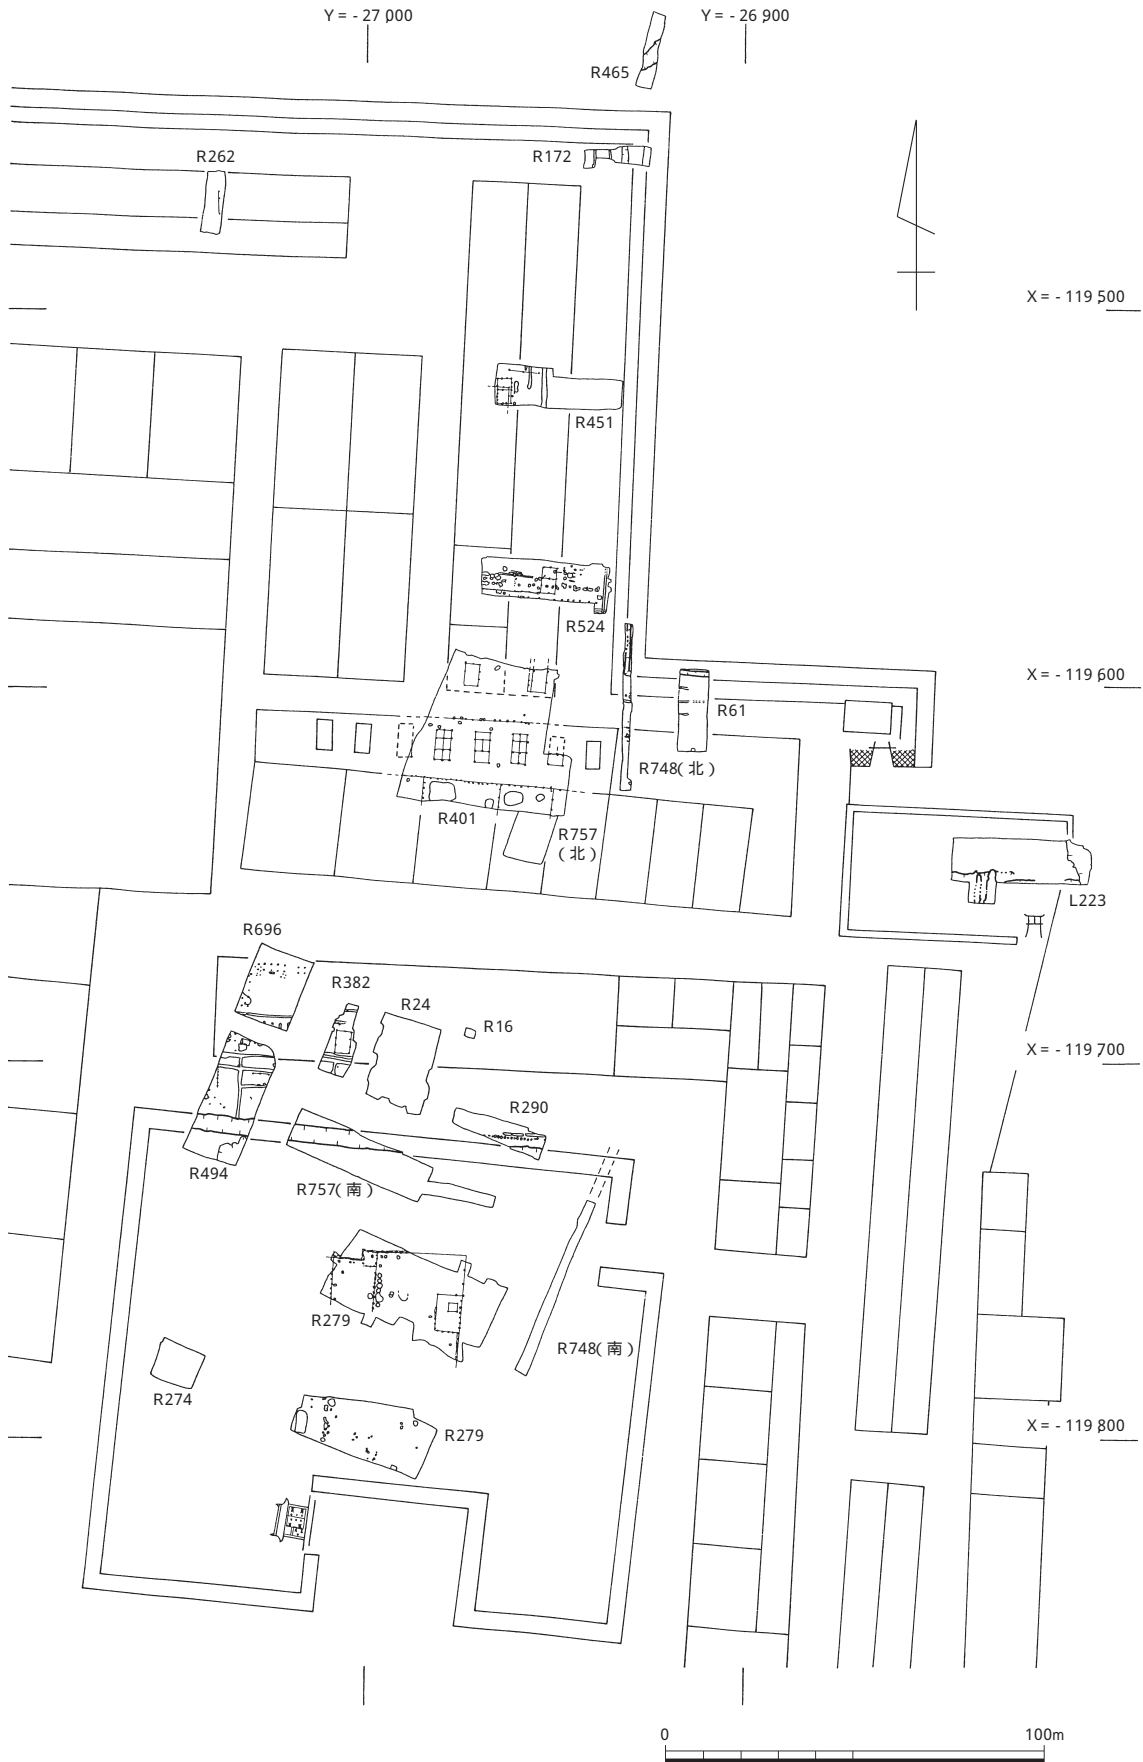 Y = - 27 000
Y = - 26 900
R465
R262
R172
X = - 119 500
R451
R524
X = - 119 600
R61
R748(北)
R401
R757
(北)
L223
R696
R382
R24
R16
X = - 119 700
R290
R494
R757(南)
R279
R748(南)
R274
X = - 119 800
R279
0
100m